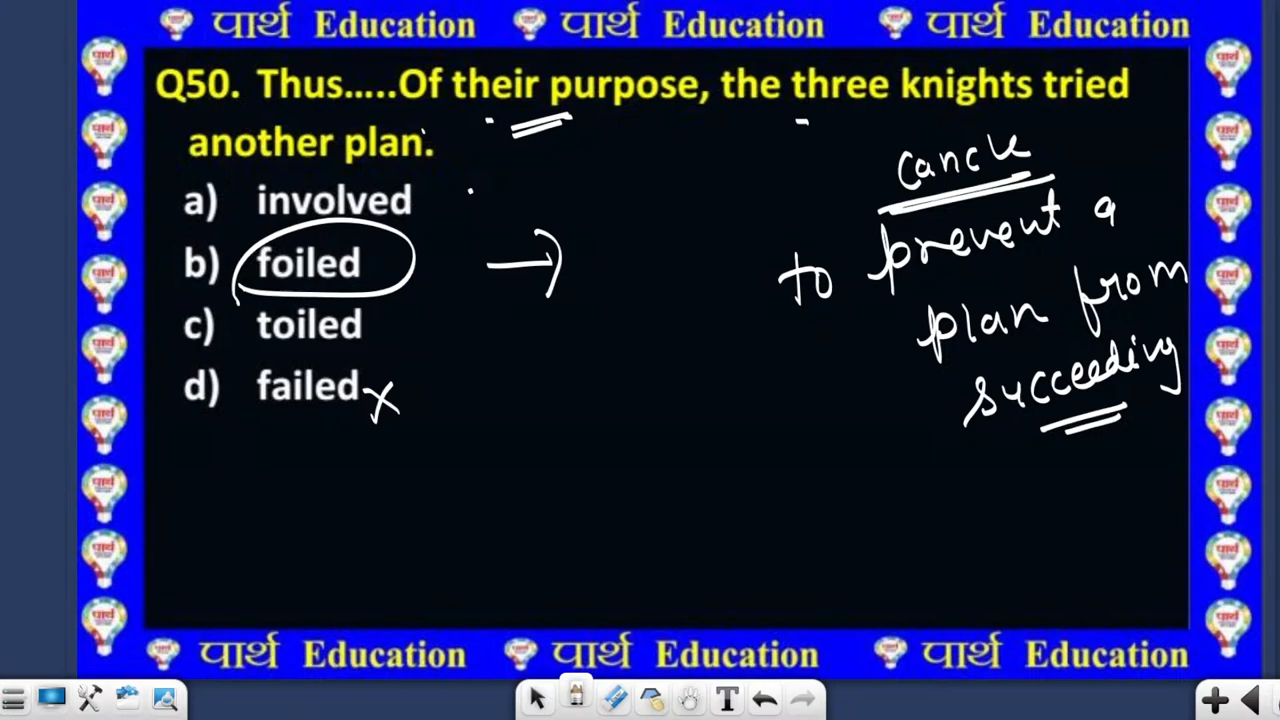 पार्थ Education पार्थ Education पार्थ Education
Q50. Thus.....Of their purpose, the three knights tried
another plan.
cancle
a) involved
prevent a
b) foiled
to
plan from
c) toiled
succeeding
d) failed x
पार्थ Education पार्थ Education पार्थ Education
T